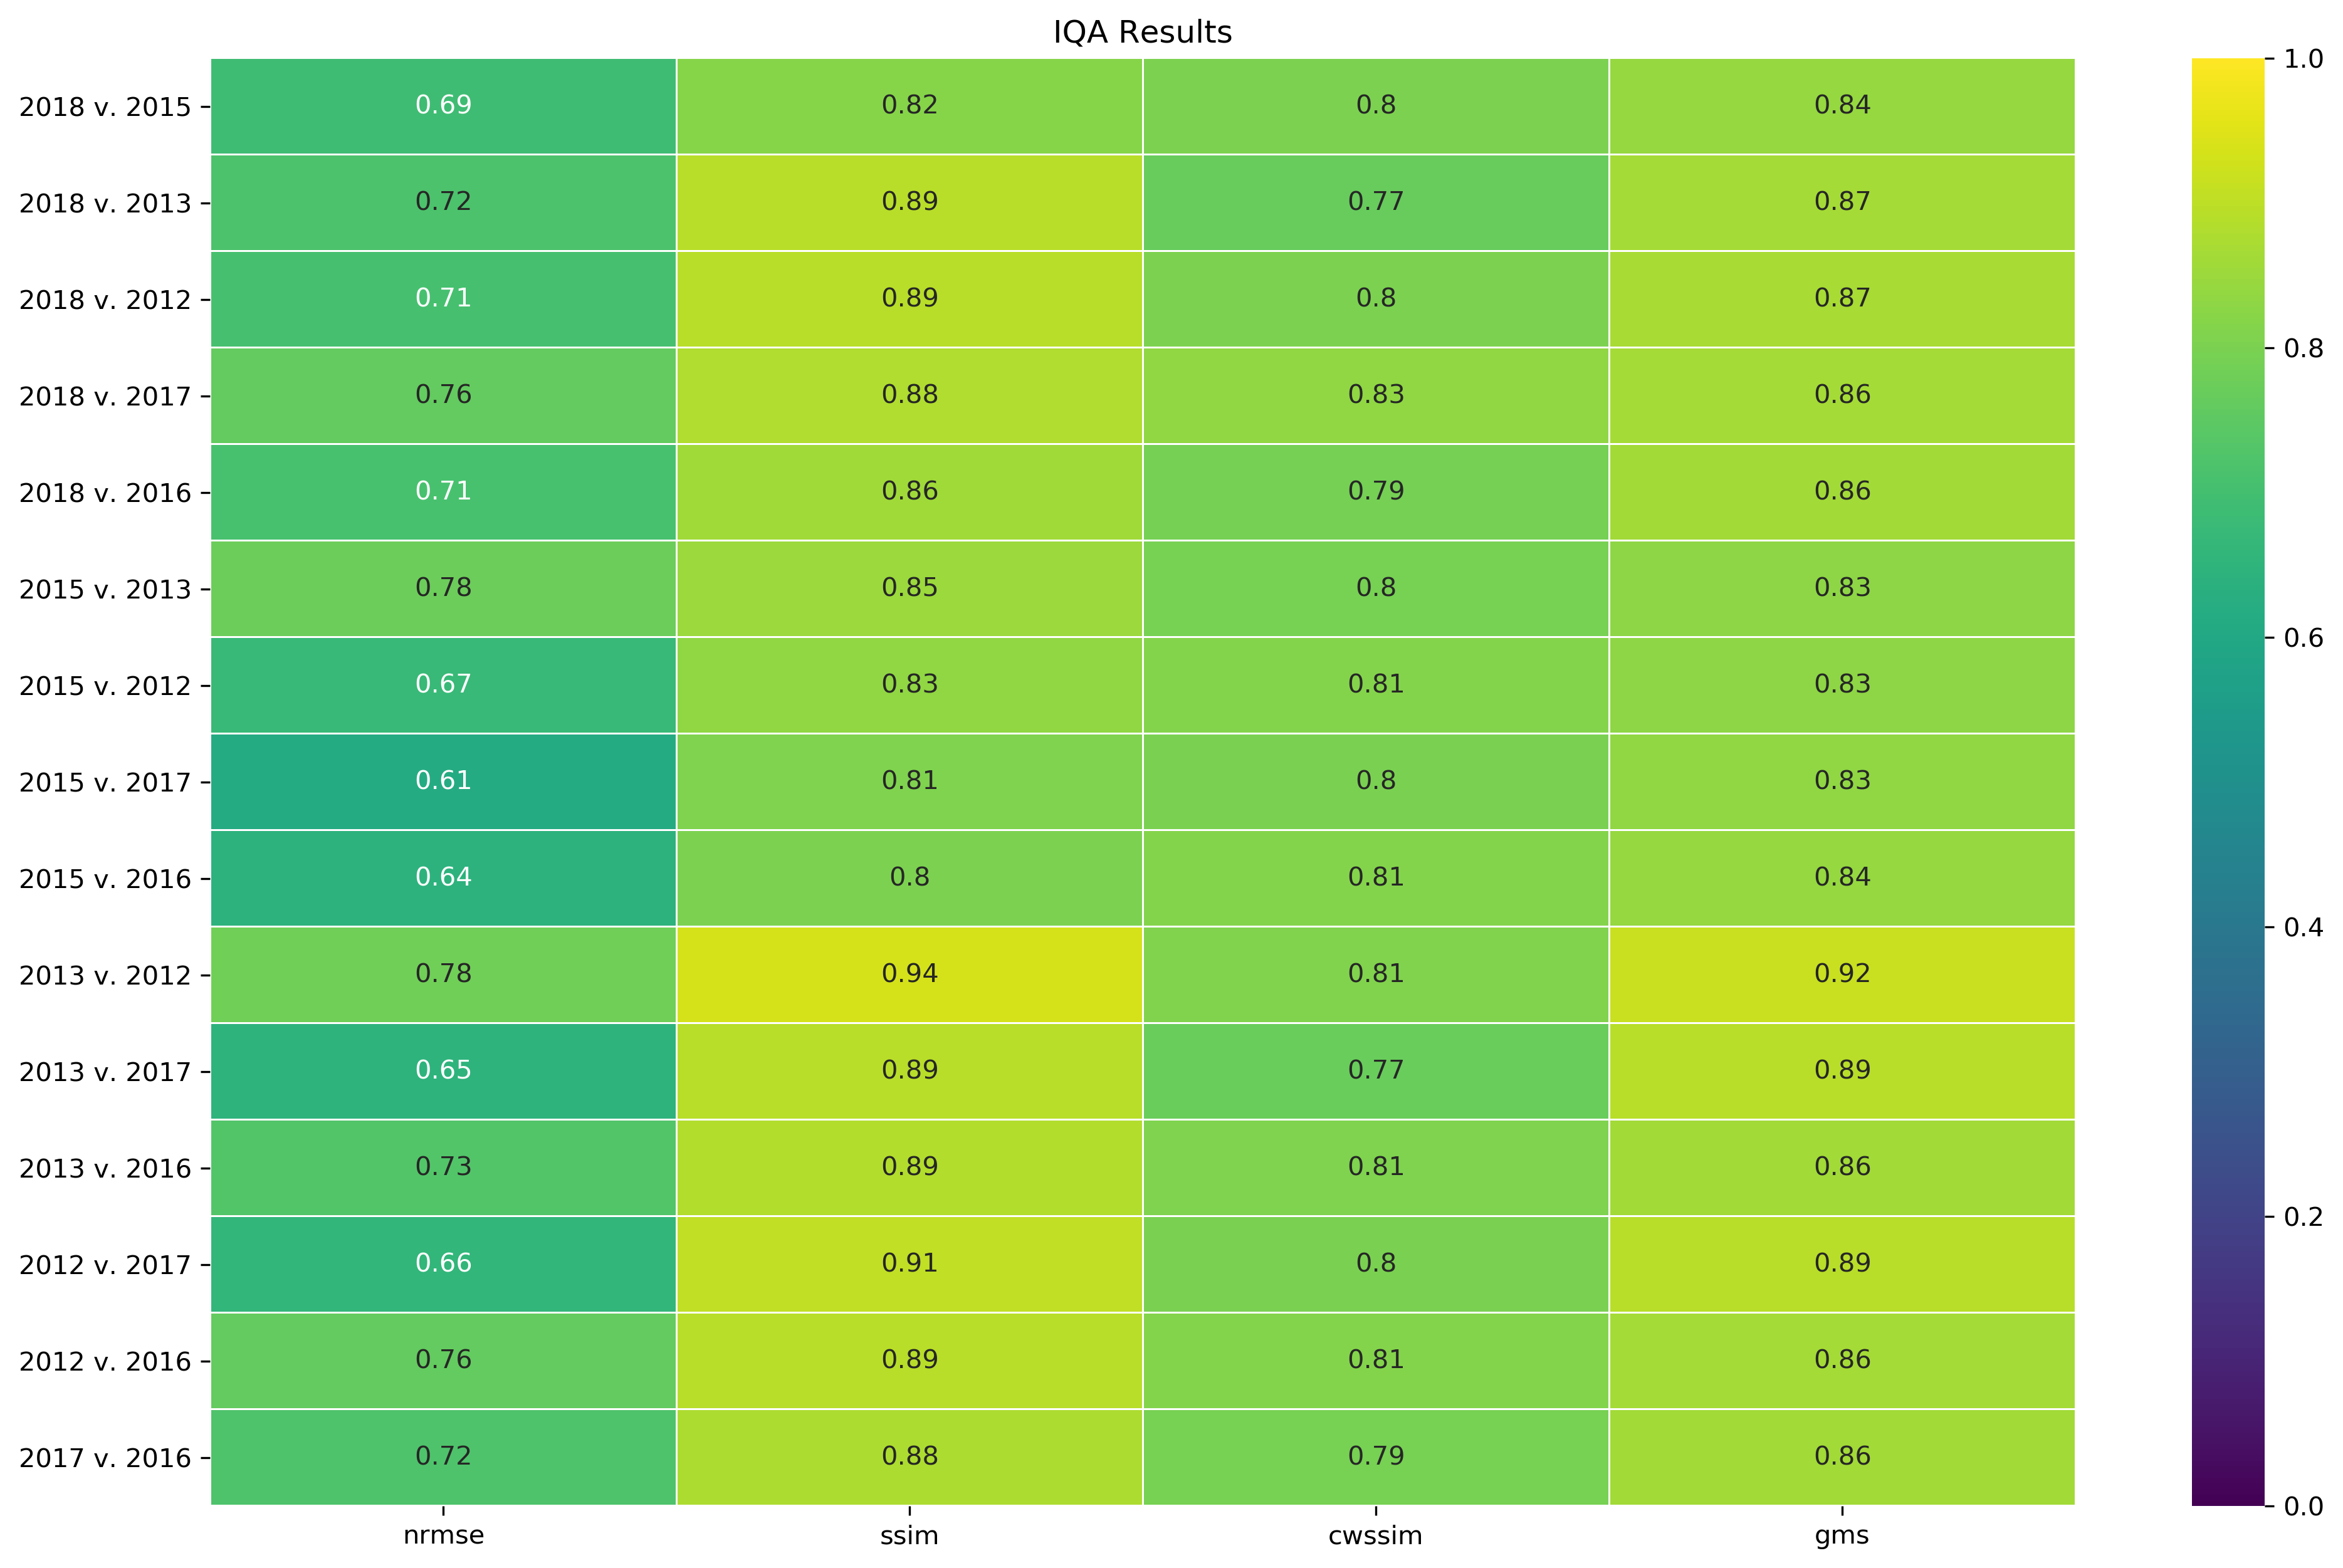 IQA Results
1.0
2018 v. 2015 0.69 0.82 0.8 0.84
2018 v. 2013 0.72 0.89 0.77 0.87
2018 v. 2012 0.71 0.89 0.8 0.87
0.8
2018 v. 2017 0.76 0.88 0.83 0.86
2018 v. 2016 0.71 0.86 0.79 0.86
2015 v. 2013 0.78 0.85 0.8 0.83
0.6
2015 v. 2012 0.67 0.83 0.81 0.83
2015 v. 2017 0.61 0.81 0.8 0.83
2015 v. 2016 0.64 0.8 0.81 0.84
0.4
2013 v. 2012 0.78 0.94 0.81 0.92
2013 v. 2017 0.65 0.89 0.77 0.89
2013 v. 2016 0.73 0.89 0.81 0.86
0.2
2012 v. 2017 0.66 0.91 0.8 0.89
2012 v. 2016 0.76 0.89 0.81 0.86
2017 v. 2016 0.72 0.88 0.79 0.86
0.0
nrmse ssim cwssim gms